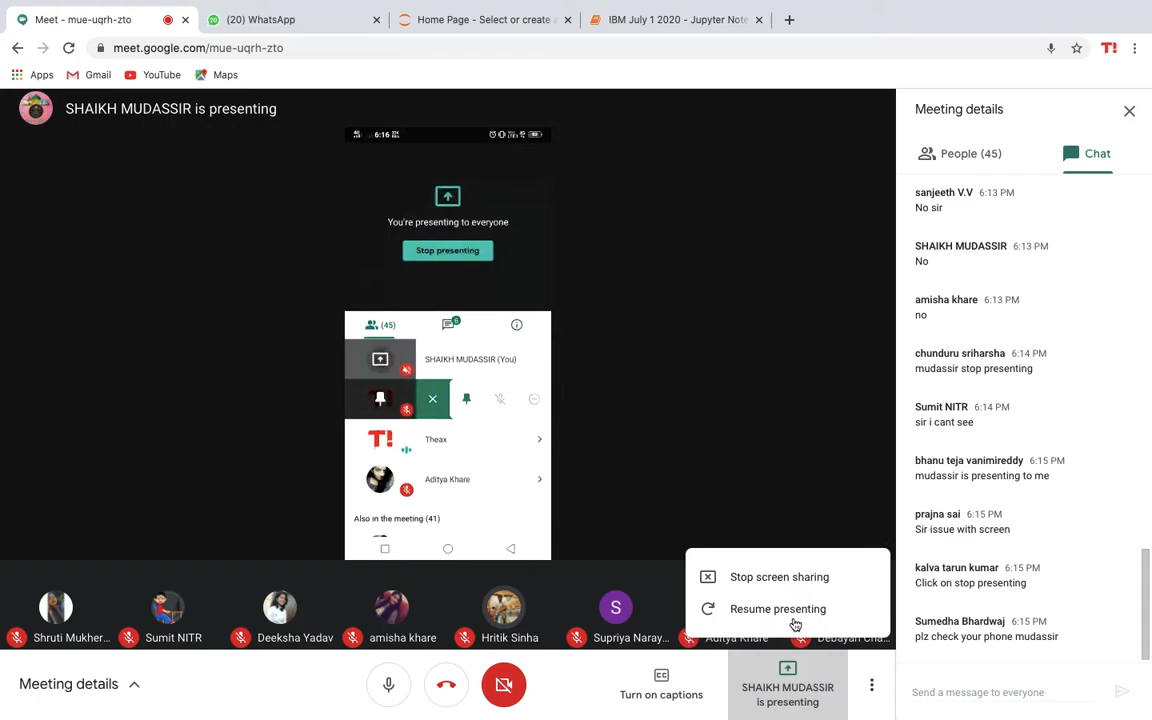 Meet - mue-uqrh-zto
(20) WhatsApp
Home Page - Select or create a
IBM July 1 2020 - Jupyter Note
meet.google.com/mue-uqrh-zto
T!
Apps
Gmail
YouTube
Maps
SHAIKH MUDASSIR is presenting
6:16
You're presenting to everyone
Stop presenting
(45)
6
SHAIKH MUDASSIR (You)
T!
Theax
Aditya Khare
Also in the meeting (41)
Stop screen sharing
Resume presenting
S
Shruti Mukher...
Sumit NITR
Deeksha Yadav
amisha khare
Hritik Sinha
Supriya Naray...
Aditya Khare
Debayan Cha...
Meeting details
Turn on captions
SHAIKH MUDASSIR
is presenting
Meeting details
People (45)
Chat
sanjeeth V.V 6:13 PM
No sir
SHAIKH MUDASSIR 6:13 PM
No
amisha khare 6:13 PM
no
chunduru sriharsha 6:14 PM
mudassir stop presenting
Sumit NITR 6:14 PM
sir i cant see
bhanu teja vanimireddy 6:15 PM
mudassir is presenting to me
prajna sai 6:15 PM
Sir issue with screen
kalva tarun kumar 6:15 PM
Click on stop presenting
Sumedha Bhardwaj 6:15 PM
plz check your phone mudassir
Send a message to everyone